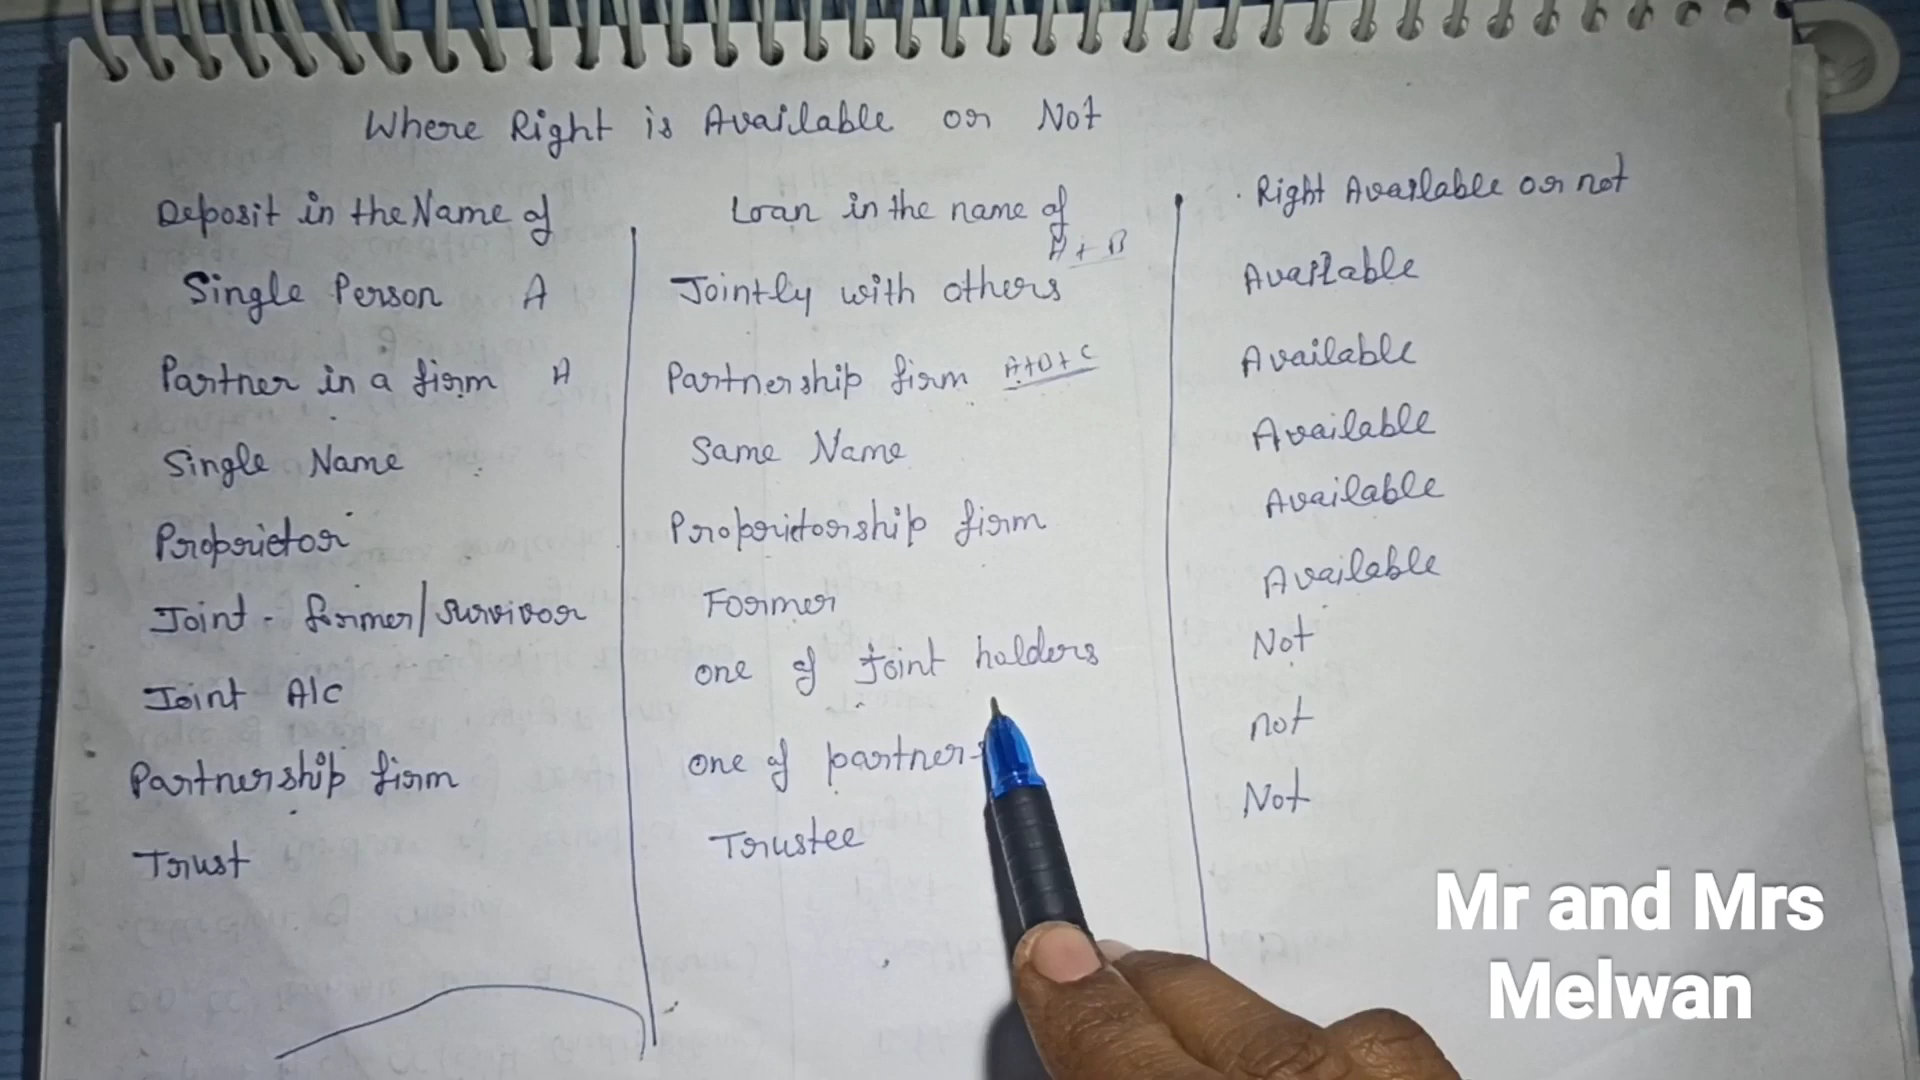 Where Right is Available or Not
Deposit in the Name of Loan in the name of Right Available or not
A + B
Single Person A Jointly with others Available
Partner in a firm A Partnership firm A+B+C Available
Single Name Same Name Available
Proprietor Propritorship firm Available
Joint - former/survivor Former Available
Joint A/C one of Joint holders Not
Partnership firm one of partners not
Trust Trustee Not
Mr and Mrs
Melwan